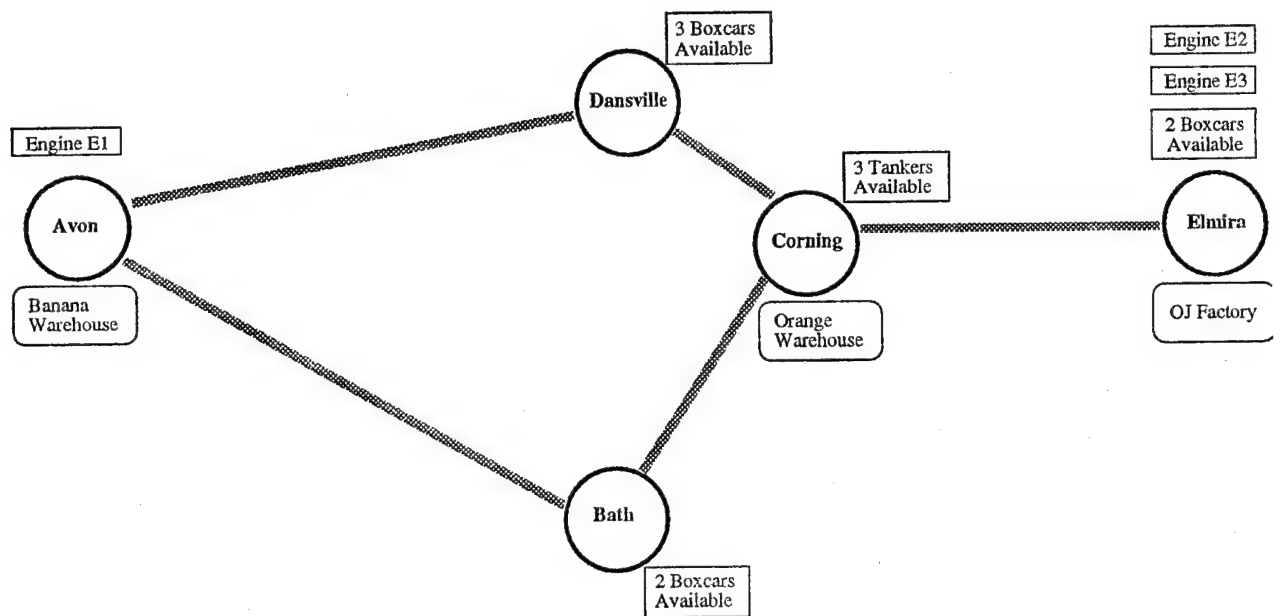 3 Boxcars
Available
Engine E2
Engine E3
2 Boxcars
Available
Dansville
Engine E1
3 Tankers
Available
Avon
Corning
Elmira
Banana
Warehouse
Orange
Warehouse
OJ Factory
Bath
2 Boxcars
Available